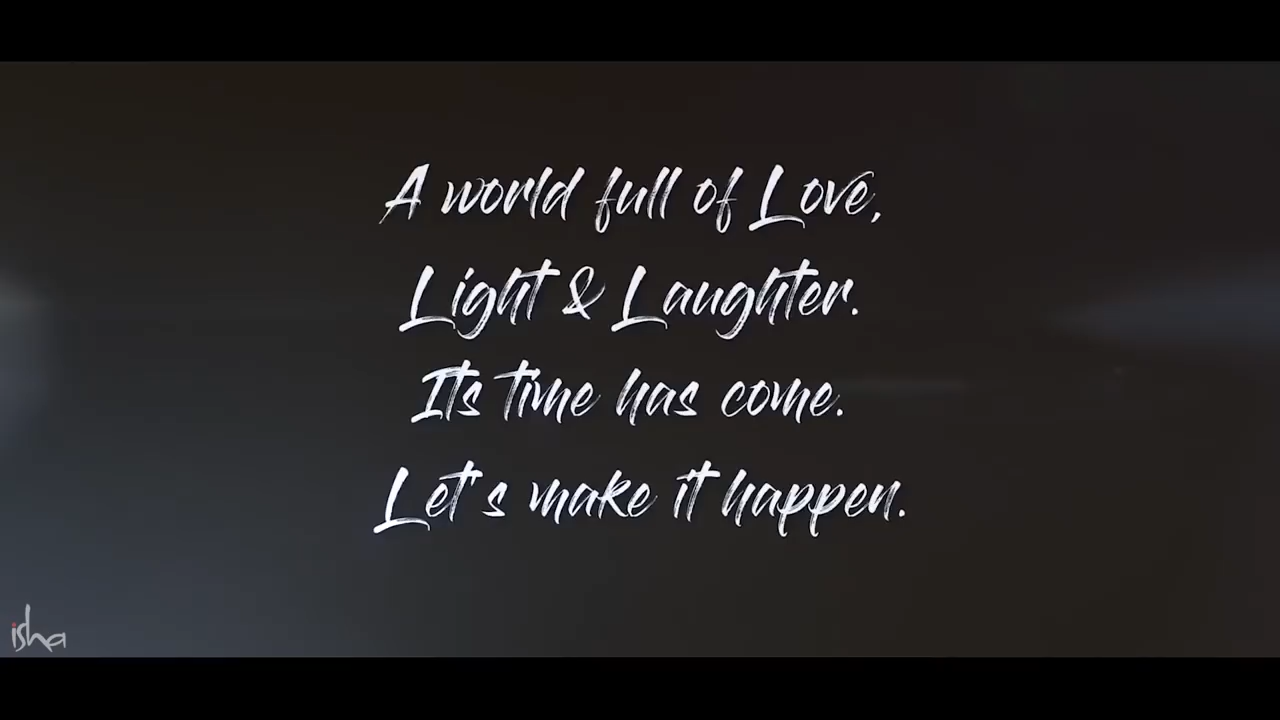 A world full of Love,
Light & Laughter.
Its time has come.
Let's make it happen.
isha